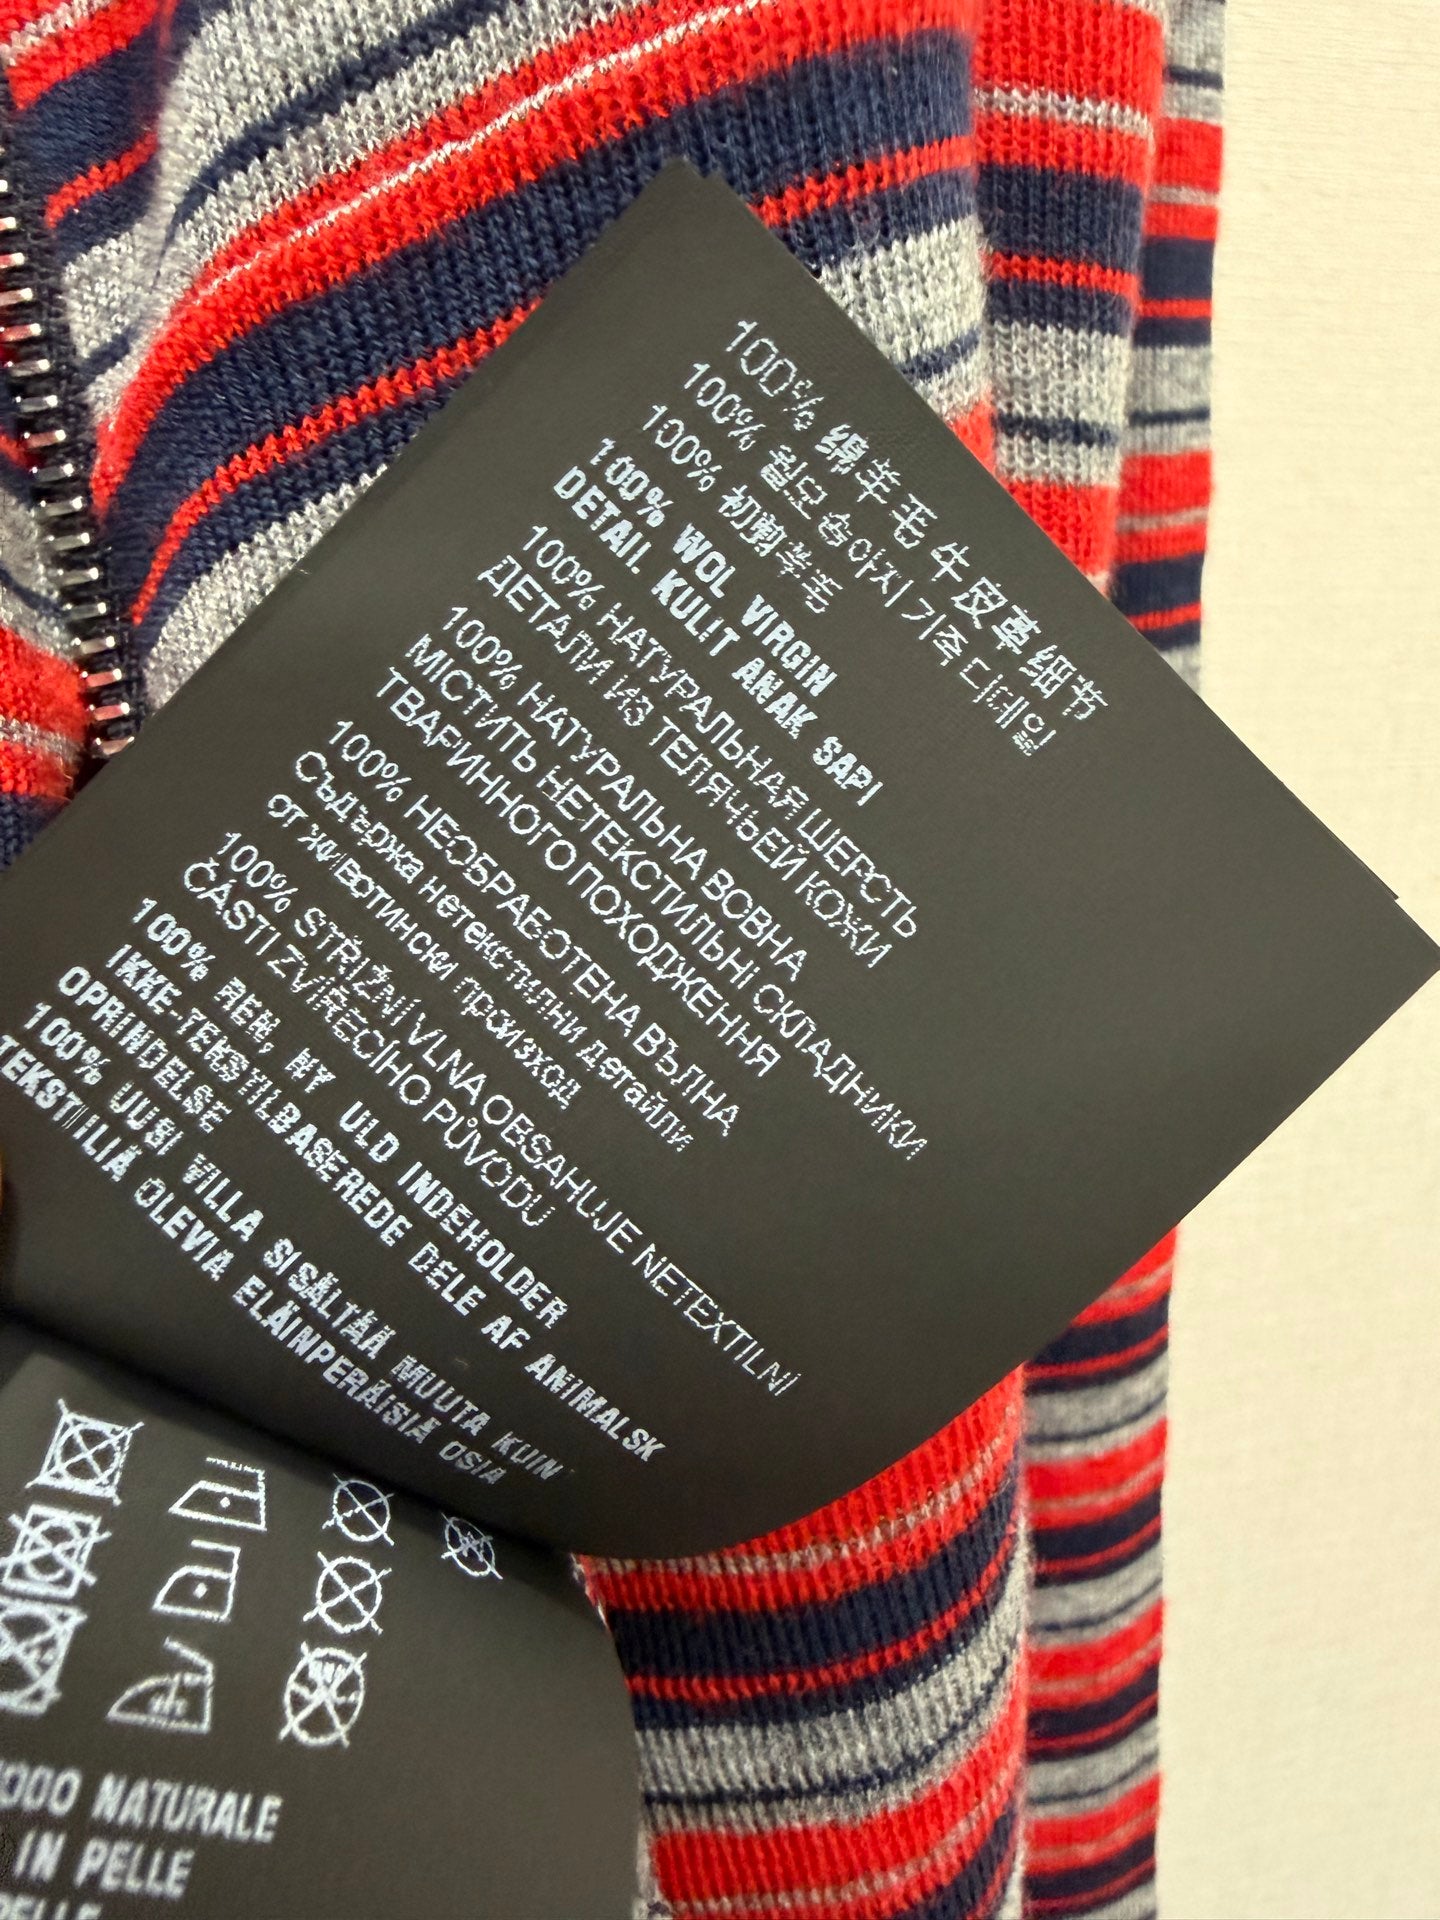 100% 绵羊毛 牛皮革细节
100% 울모 송아지 가죽 디테일
100% 初剪羊毛
100% WOL VIRGIN
DETAIL KULIT ANAK SAPI
100% НАТУРАЛЬНАЯ ШЕРСТЬ
ДЕТАЛИ ИЗ ТЕЛЯЧЬЕЙ КОЖИ
100% НАТУРАЛЬНА ВОВНА
МІСТИТЬ НЕТЕКСТИЛЬНІ СКЛАДНИКИ
ТВАРИННОГО ПОХОДЖЕННЯ
100% НЕОБРАБОТЕНА ВЪЛНА
Съдържа нетекстилни детайли
от животински произход
100% STŘIŽNÍ VLNA OBSAHUJE NETEXTILNÍ
ČÁSTI ZVÍŘECÍHO PŮVODU
100% REN, NY ULD INDEHOLDER
IKKE-TEKSTILBASEREDE DELE AF ANIMALSK
OPRINDELSE
100% UUSI VILLA SISÄLTÄÄ MUUTA KUIN
TEKSTIILIÄ OLEVIA ELÄINPERÄISIÄ OSIA
NATURALE
IN PELLE